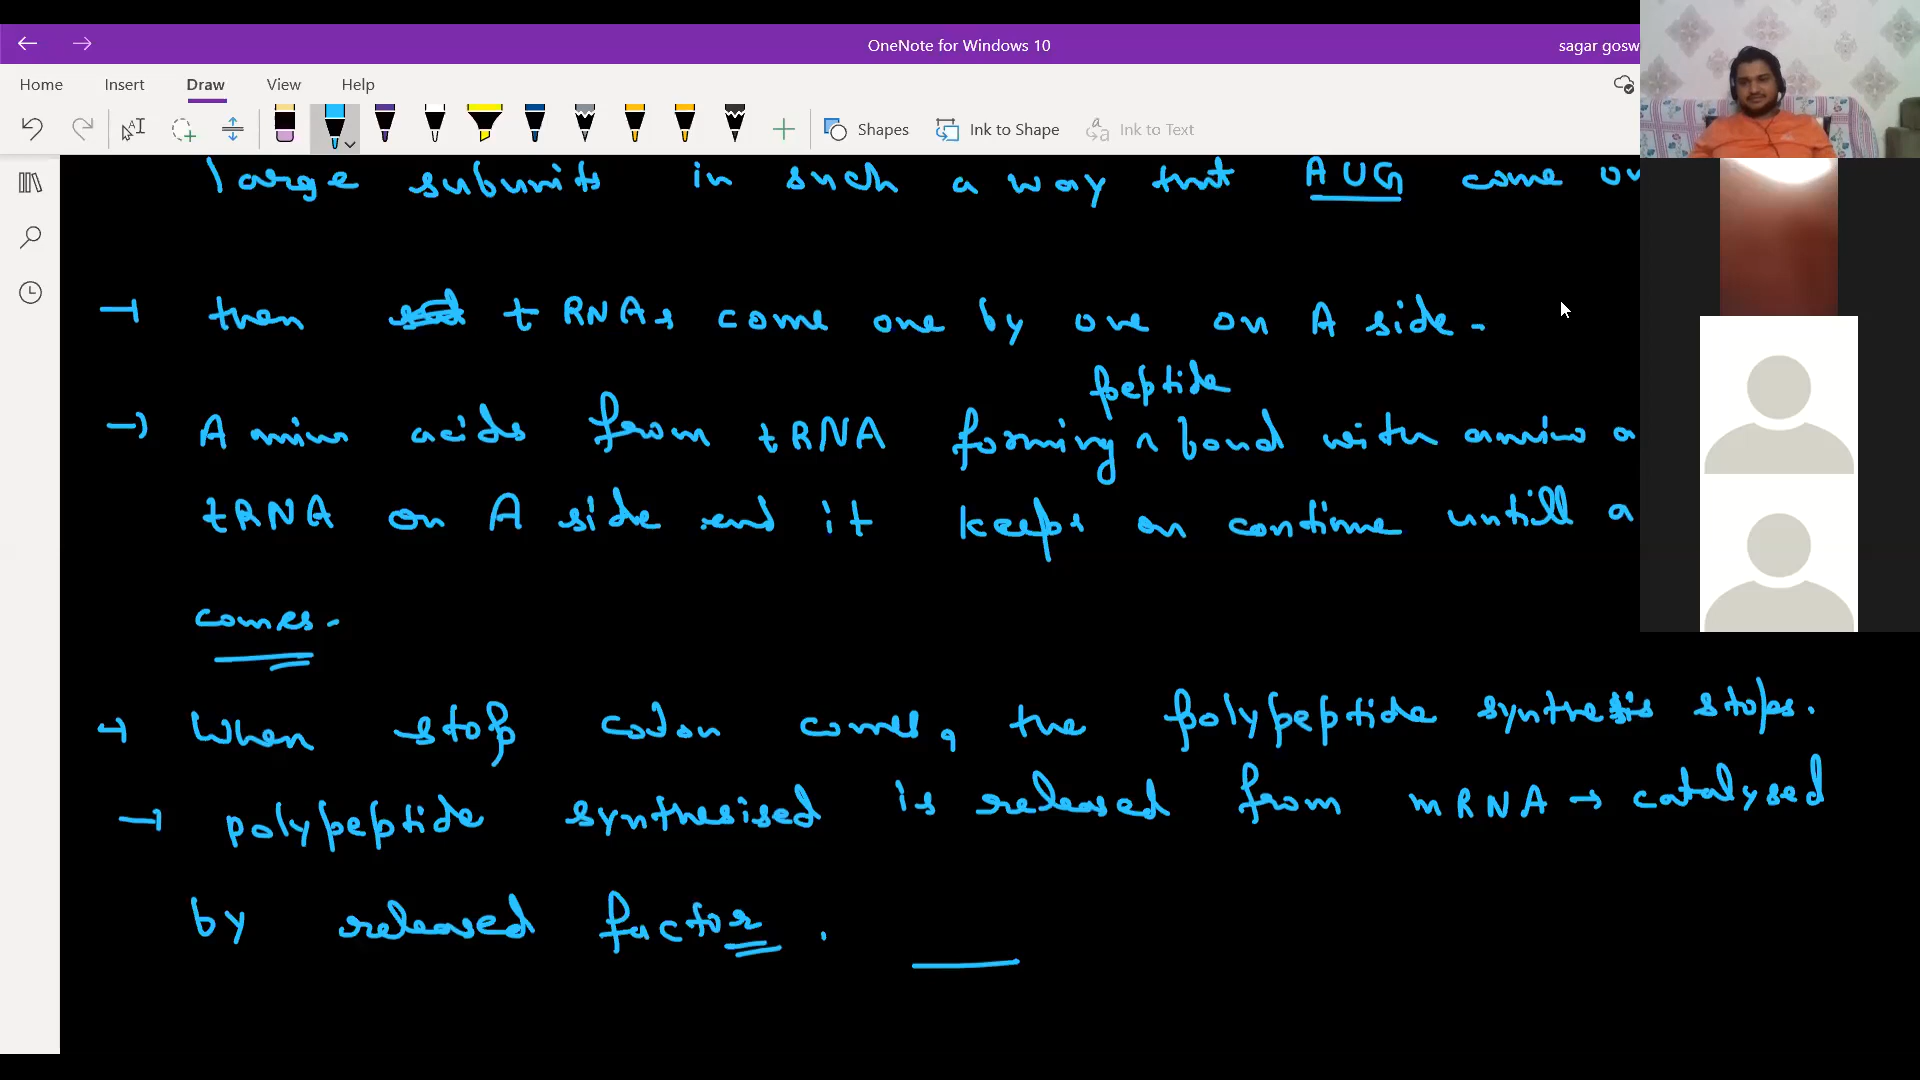 OneNote for Windows 10
sagar gosw
Home Insert Draw View Help
Shapes Ink to Shape Ink to Text
large subunits in such a way that AUG come on
then tRNAs come one by one on A side.
peptide
Amino acids from tRNA forming a bond with amino a
tRNA on A side and it keeps on continue untill a
comes.
When stop codon comes, the polypeptide synthesis stops.
polypeptide synthesised is released from mRNA → catalysed
by released factor.